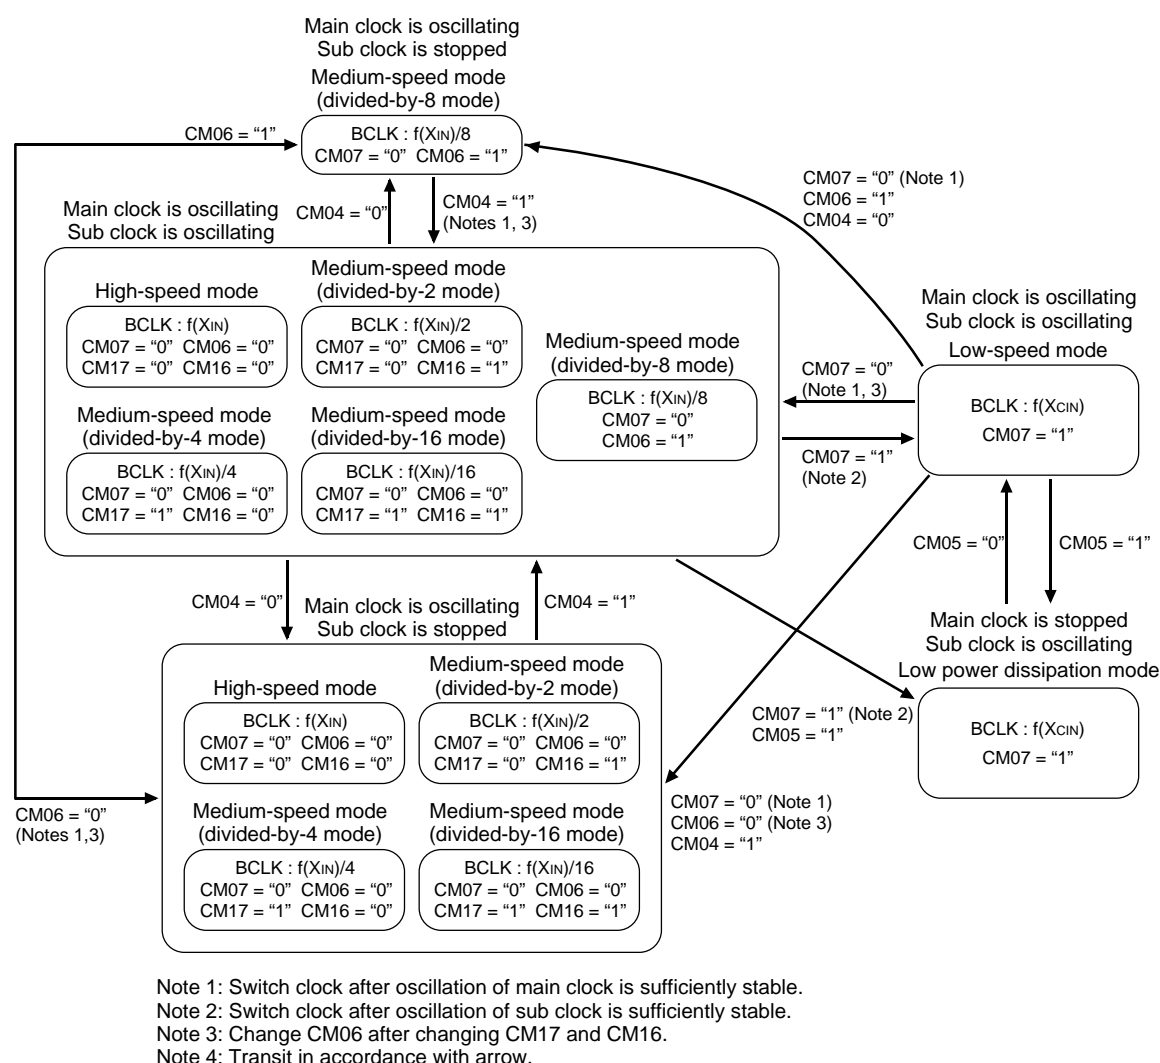 Main clock is oscillating
Sub clock is stopped
Medium-speed mode
(divided-by-8 mode)
CM06 = “1”
BCLK : f(XIN)/8
CM07 = “0” CM06 = “1”
CM07 = “0” (Note 1)
CM06 = “1”
CM04 = “0”
Main clock is oscillating
Sub clock is oscillating
CM04 = “0”
CM04 = “1”
(Notes 1, 3)
High-speed mode
BCLK : f(XIN)
CM07 = “0” CM06 = “0”
CM17 = “0” CM16 = “0”
Medium-speed mode
(divided-by-2 mode)
BCLK : f(XIN)/2
CM07 = “0” CM06 = “0”
CM17 = “0” CM16 = “1”
Medium-speed mode
(divided-by-8 mode)
BCLK : f(XIN)/8
CM07 = “0”
CM06 = “1”
Medium-speed mode
(divided-by-4 mode)
BCLK : f(XIN)/4
CM07 = “0” CM06 = “0”
CM17 = “1” CM16 = “0”
Medium-speed mode
(divided-by-16 mode)
BCLK : f(XIN)/16
CM07 = “0” CM06 = “0”
CM17 = “1” CM16 = “1”
CM07 = “0”
(Note 1, 3)
CM07 = “1”
(Note 2)
Main clock is oscillating
Sub clock is oscillating
Low-speed mode
BCLK : f(XCIN)
CM07 = “1”
CM05 = “0”
CM05 = “1”
Main clock is stopped
Sub clock is oscillating
Low power dissipation mode
BCLK : f(XCIN)
CM07 = “1”
CM07 = “1” (Note 2)
CM05 = “1”
CM04 = “0”
Main clock is oscillating
Sub clock is stopped
CM04 = “1”
High-speed mode
BCLK : f(XIN)
CM07 = “0” CM06 = “0”
CM17 = “0” CM16 = “0”
Medium-speed mode
(divided-by-2 mode)
BCLK : f(XIN)/2
CM07 = “0” CM06 = “0”
CM17 = “0” CM16 = “1”
CM06 = “0”
(Notes 1,3)
Medium-speed mode
(divided-by-4 mode)
BCLK : f(XIN)/4
CM07 = “0” CM06 = “0”
CM17 = “1” CM16 = “0”
Medium-speed mode
(divided-by-16 mode)
BCLK : f(XIN)/16
CM07 = “0” CM06 = “0”
CM17 = “1” CM16 = “1”
CM07 = “0” (Note 1)
CM06 = “0” (Note 3)
CM04 = “1”
Note 1: Switch clock after oscillation of main clock is sufficiently stable.
Note 2: Switch clock after oscillation of sub clock is sufficiently stable.
Note 3: Change CM06 after changing CM17 and CM16.
Note 4: Transit in accordance with arrow.